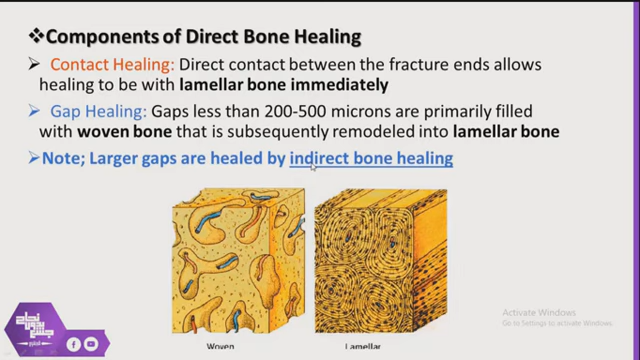 ❖Components of Direct Bone Healing
➢ Contact Healing: Direct contact between the fracture ends allows
healing to be with lamellar bone immediately
➢ Gap Healing: Gaps less than 200-500 microns are primarily filled
with woven bone that is subsequently remodeled into lamellar bone
➢Note; Larger gaps are healed by indirect bone healing
Woven
Lamellar
Activate Windows
Go to Settings to activate Windows.